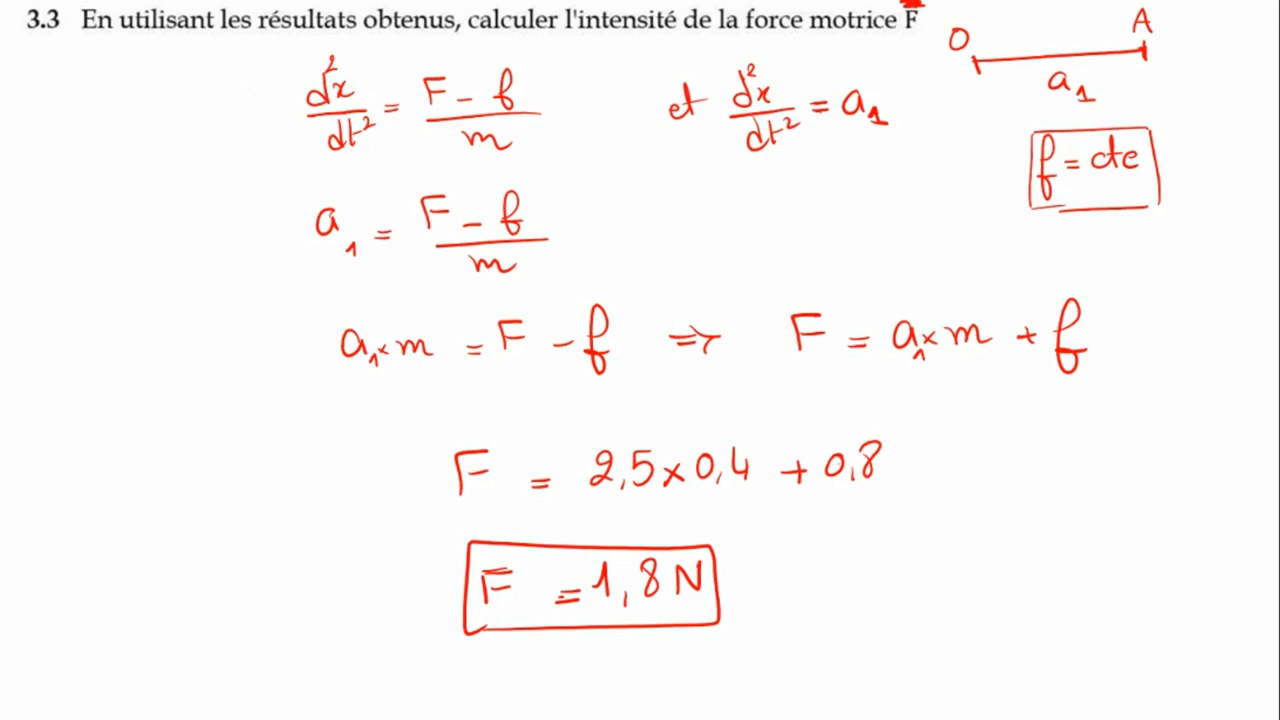 3.3 En utilisant les résultats obtenus, calculer l'intensité de la force motrice F⃗
O A
a₁
d²x/dt² = (F - f)/m et d²x/dt² = a₁
f = cte
a₁ = (F - f)/m
a₁×m = F - f ⇒ F = a₁×m + f
F = 2,5×0,4 + 0,8
F = 1,8 N